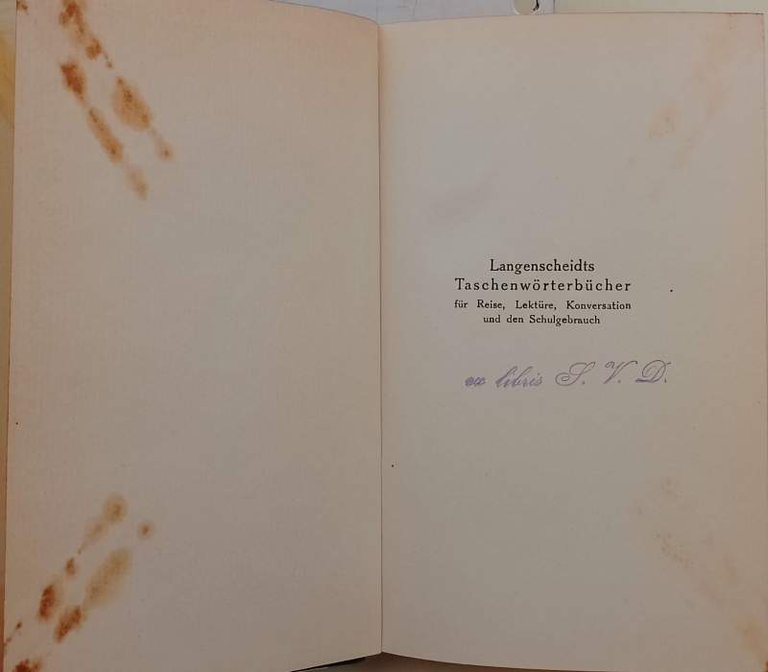 Langenscheidts
Taschenwörterbücher
für Reise, Lektüre, Konversation
und den Schulgebrauch
ex libris S. V. D.